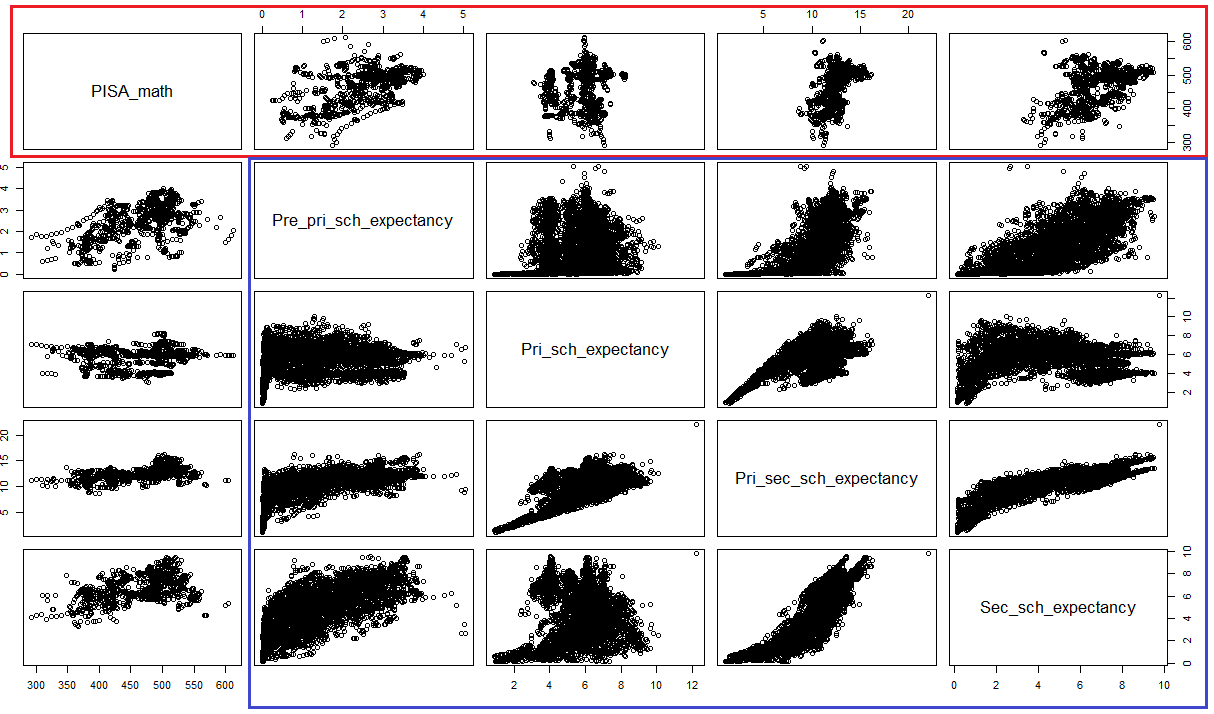 0 1 2 3 4 5 5 10 15 20
PISA_math
300 400 500 600
Pre_pri_sch_expectancy
0 1 2 3 4 5
Pri_sch_expectancy
2 4 6 8 10
Pri_sec_sch_expectancy
5 10 15 20
Sec_sch_expectancy
0 2 4 6 8 10
300 350 400 450 500 550 600 2 4 6 8 10 12 0 2 4 6 8 10